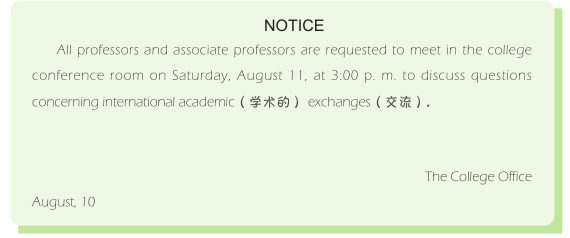 NOTICE
All professors and associate professors are requested to meet in the college
conference room on Saturday, August 11, at 3:00 p. m. to discuss questions
concerning international academic（学术的） exchanges（交流）.
The College Office
August, 10